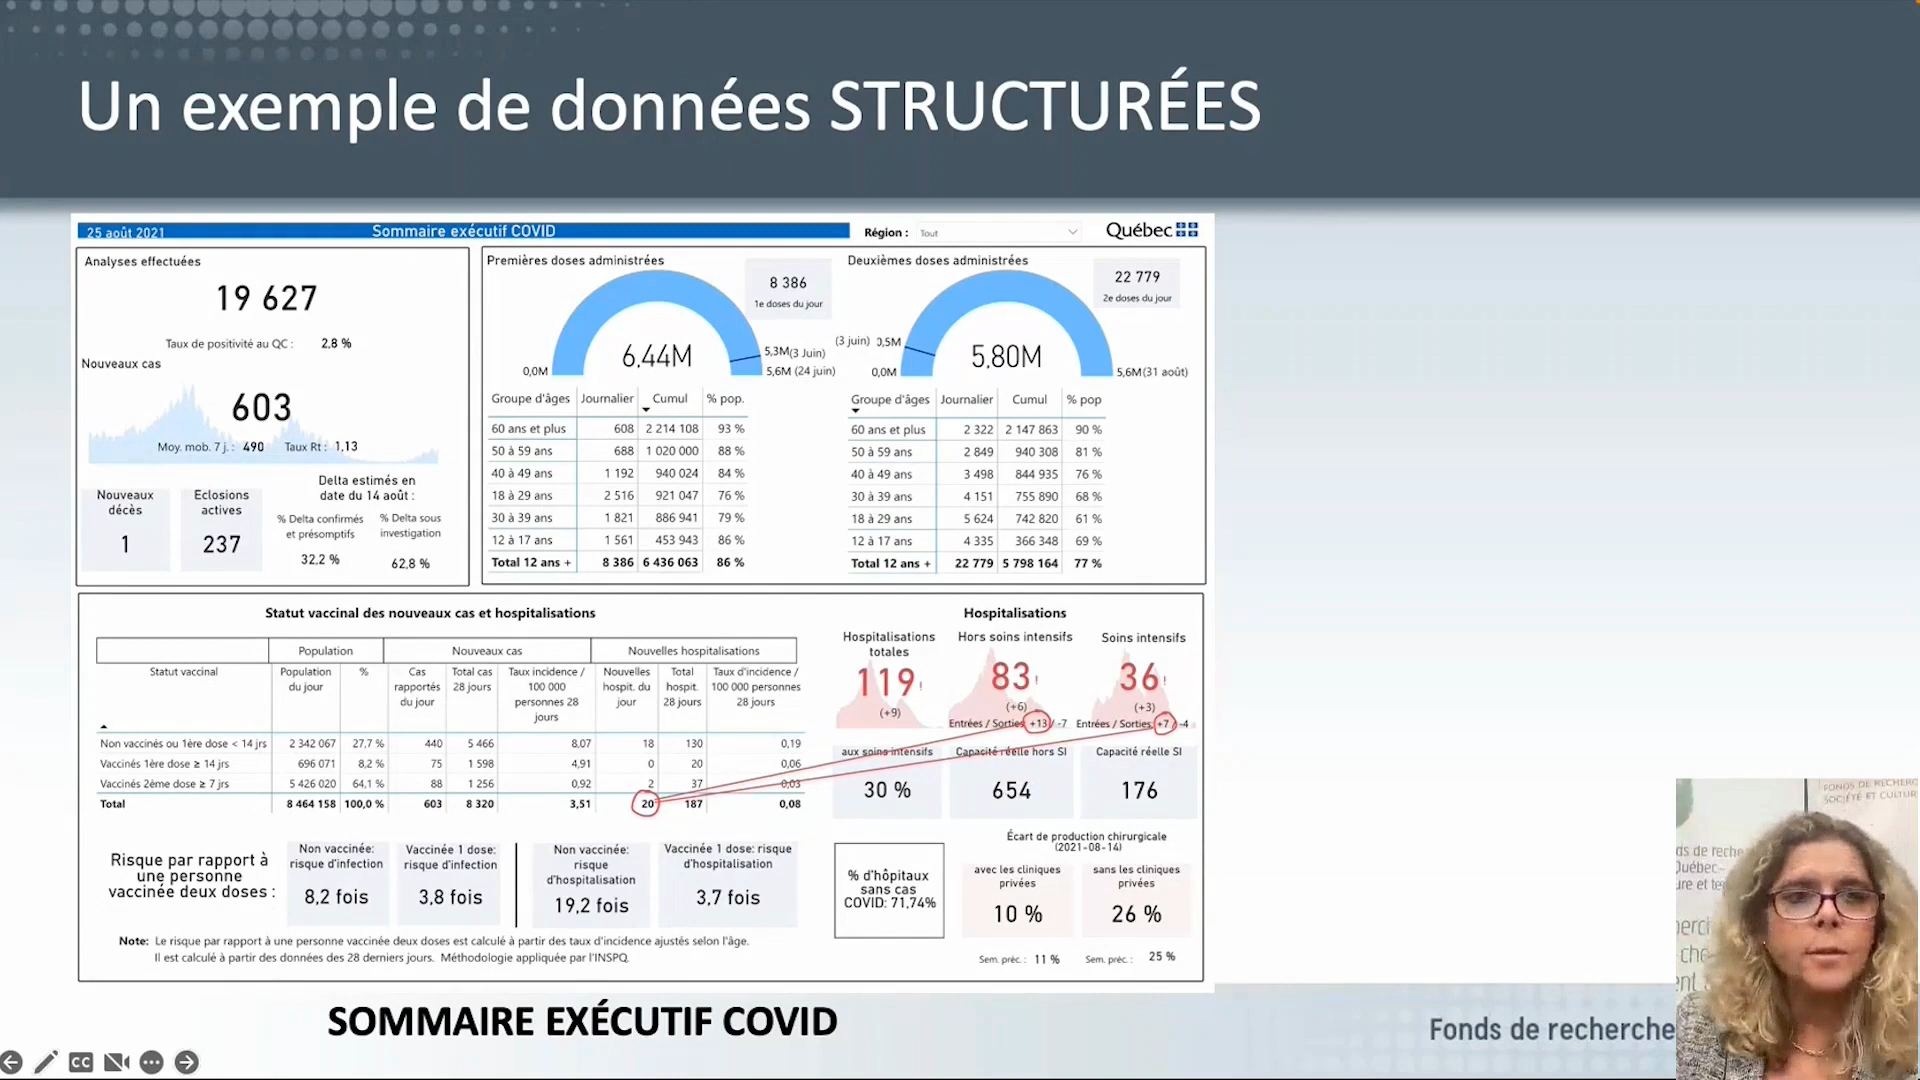 Un exemple de données STRUCTURÉES
25 août 2021
Sommaire exécutif COVID
Région : Tout
Québec
Analyses effectuées
19 627
Taux de positivité au QC : 2,8 %
Nouveaux cas
603
Moy. mob. 7 j. : 490 Taux Rt : 1,13
Nouveaux décès
1
Eclosions actives
237
Delta estimés en
date du 14 août :
% Delta confirmés
et présomptifs
32,2 %
% Delta sous
investigation
62,8 %
Premières doses administrées
8 386
1e doses du jour
6,44M
0,0M
5,3M(3 Juin)
5,6M (24 juin)
Groupe d'âges Journalier Cumul % pop.
60 ans et plus 608 2 214 108 93 %
50 à 59 ans 688 1 020 000 88 %
40 à 49 ans 1 192 940 024 84 %
18 à 29 ans 2 516 921 047 76 %
30 à 39 ans 1 821 886 941 79 %
12 à 17 ans 1 561 453 943 86 %
Total 12 ans + 8 386 6 436 063 86 %
Deuxièmes doses administrées
22 779
2e doses du jour
(3 juin) 0,5M
5,80M
0,0M
5,6M(31 août)
Groupe d'âges Journalier Cumul % pop
60 ans et plus 2 322 2 147 863 90 %
50 à 59 ans 2 849 940 308 81 %
40 à 49 ans 3 498 844 935 76 %
30 à 39 ans 4 151 755 890 68 %
18 à 29 ans 5 624 742 820 61 %
12 à 17 ans 4 335 366 348 69 %
Total 12 ans + 22 779 5 798 164 77 %
Statut vaccinal des nouveaux cas et hospitalisations
Population Nouveaux cas Nouvelles hospitalisations
Statut vaccinal Population du jour % Cas rapportés du jour Total cas 28 jours Taux incidence / 100 000 personnes 28 jours Nouvelles hospit. du jour Total hospit. 28 jours Taux d'incidence / 100 000 personnes 28 jours
Non vaccinés ou 1ère dose < 14 jrs 2 342 067 27,7 % 440 5 466 8,07 18 130 0,19
Vaccinés 1ère dose ≥ 14 jrs 696 071 8,2 % 75 1 598 4,91 0 20 0,06
Vaccinés 2ème dose ≥ 7 jrs 5 426 020 64,1 % 88 1 256 0,92 2 37 0,03
Total 8 464 158 100,0 % 603 8 320 3,51 20 187 0,08
Hospitalisations
Hospitalisations
totales
119!
(+9)
Hors soins intensifs
83!
(+6)
Entrées / Sorties: +13 / -7
Soins intensifs
36!
(+3)
Entrées / Sorties: +7 / -4
aux soins intensifs
30 %
Capacité réelle hors SI
654
Capacité réelle SI
176
Risque par rapport à
une personne
vaccinée deux doses :
Non vaccinée:
risque d'infection
8,2 fois
Vaccinée 1 dose:
risque d'infection
3,8 fois
Non vaccinée:
risque
d'hospitalisation
19,2 fois
Vaccinée 1 dose: risque
d'hospitalisation
3,7 fois
% d'hôpitaux
sans cas
COVID: 71,74%
Écart de production chirurgicale
(2021-08-14)
avec les cliniques
privées
10 %
sans les cliniques
privées
26 %
Sem. préc. : 11 % Sem. préc. : 25 %
Note: Le risque par rapport à une personne vaccinée deux doses est calculé à partir des taux d'incidence ajustés selon l'âge.
Il est calculé à partir des données des 28 derniers jours. Méthodologie appliquée par l'INSPQ.
SOMMAIRE EXÉCUTIF COVID
Fonds de recherche
CC
FONDS DE RECHERC
SOCIÉTÉ ET CULTUR